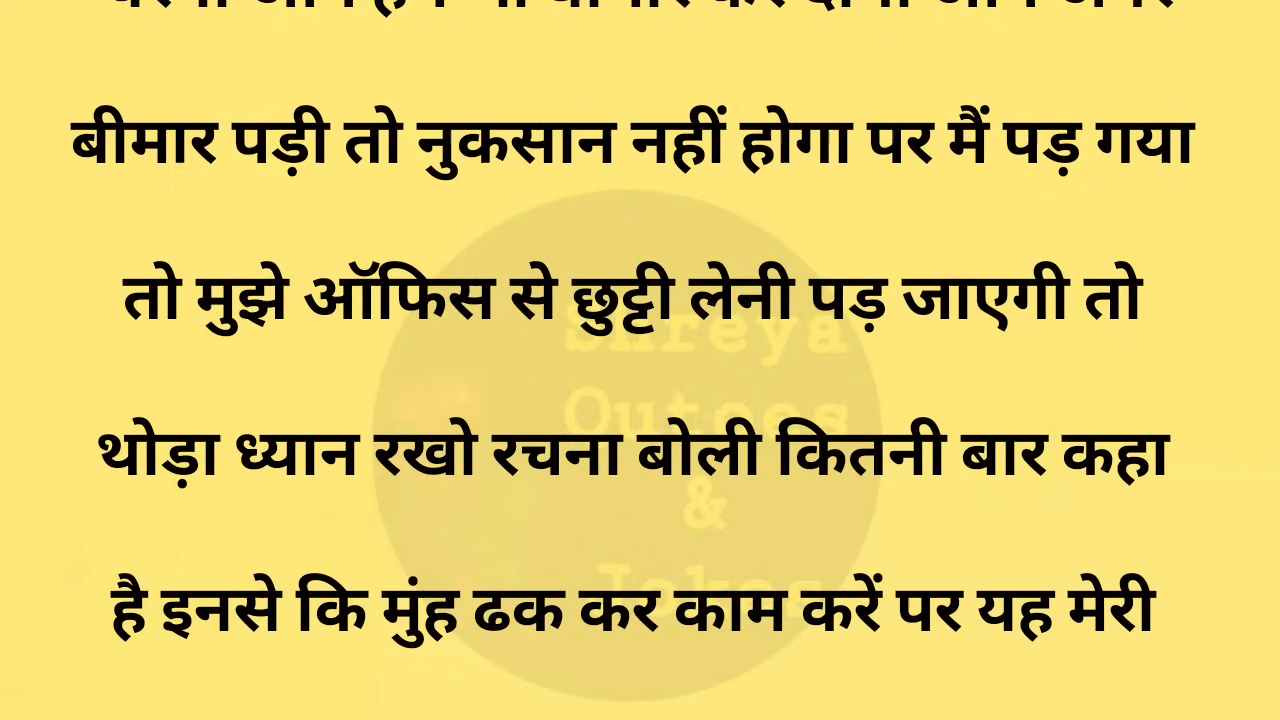 बीमार पड़ी तो नुकसान नहीं होगा पर मैं पड़ गया
तो मुझे ऑफिस से छुट्टी लेनी पड़ जाएगी तो
Shreya
थोड़ा ध्यान रखो रचना बोली कितनी बार कहा
&
है इनसे कि मुंह ढक कर काम करें पर यह मेरी